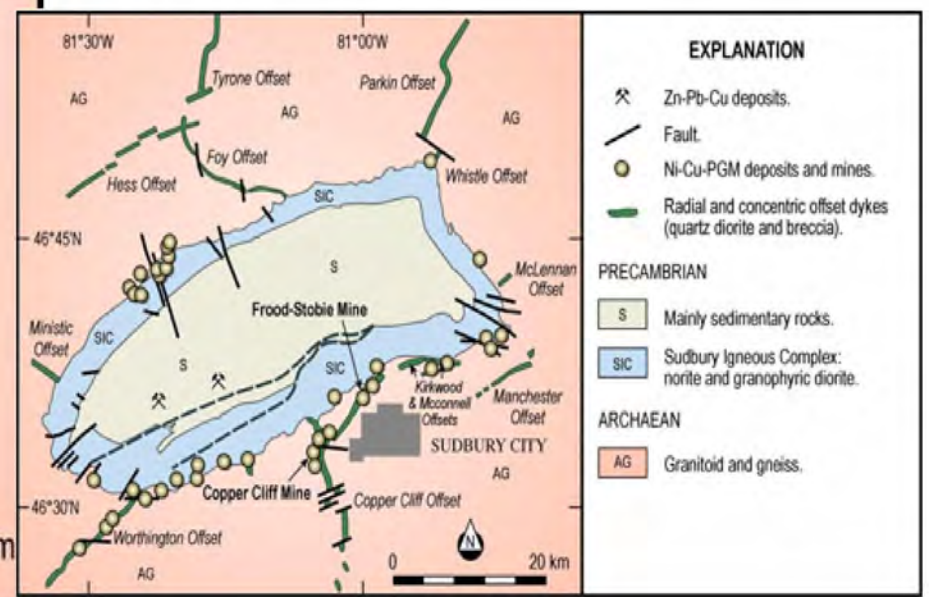 81°30'W
81°00'W
Tyrone Offset
Parkin Offset
AG
AG
AG
Foy Offset
Hess Offset
Whistle Offset
SIC
46°45'N
S
McLennan
Offset
Frood-Stobie Mine
Ministic
Offset
SIC
S
SIC
Kirkwood
& Mcconnell
Offsets
Manchester
Offset
SUDBURY CITY
AG
Copper Cliff Mine
Copper Cliff Offset
46°30'N
Worthington Offset
N
AG
0
20 km
m
EXPLANATION
Zn-Pb-Cu deposits.
Fault.
Ni-Cu-PGM deposits and mines.
Radial and concentric offset dykes
(quartz diorite and breccia).
PRECAMBRIAN
S
Mainly sedimentary rocks.
SIC
Sudbury Igneous Complex:
norite and granophyric diorite.
ARCHAEAN
AG
Granitoid and gneiss.